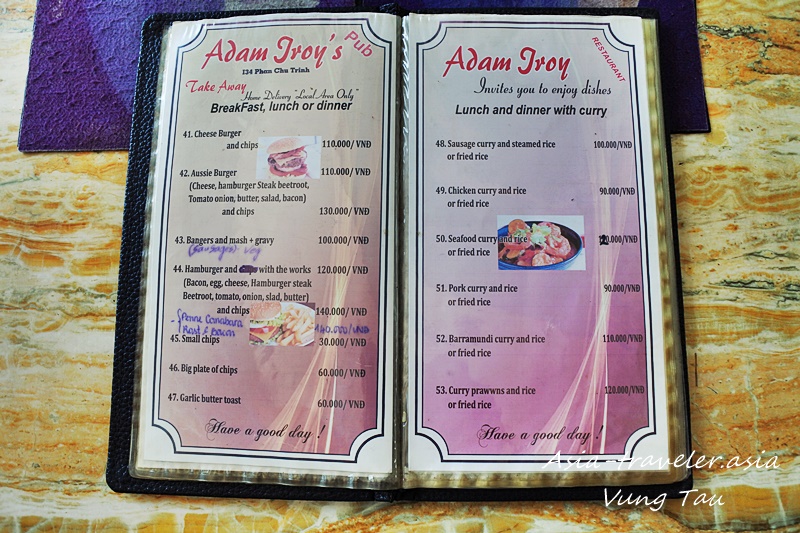 Adam Troy's Pub
134 Phan Chu Trinh
Take Away
Home Delivery "Local Area Only"
BreakFast, lunch or dinner
41. Cheese Burger
and chips 110,000/VNĐ
42. Aussie Burger 110.000/VNĐ
(Cheese, hamburger Steak beetroot,
Tomato onion, butter, salad, bacon)
and chips 130.000/VNĐ
43. Bangers and mash + gravy 100.000/VNĐ
(Sausages)
44. Hamburger and with the works 120.000/VNĐ
(Bacon, egg, cheese, Hamburger steak
Beetroot, tomato, onion, slad, butter)
and chips 140.000/VNĐ
- Penne Canabara
Rost & Bacon 140.000/VNĐ
45. Small chips 30.000/VNĐ
46. Big plate of chips 60.000/VNĐ
47. Garlic butter toast 60.000/VNĐ
Have a good day !
Adam Troy
RESTAURANT
Invites you to enjoy dishes
Lunch and dinner with curry
48. Sausage curry and steamed rice 100.000/VNĐ
or fried rice
49. Chicken curry and rice 90.000/VNĐ
or fried rice
50. Seafood curry and rice
or fried rice
51. Pork curry and rice 90.000/VNĐ
or fried rice
52. Barramundi curry and rice 110.000/VNĐ
or fried rice
53. Curry prawwns and rice 120.000/VNĐ
or fried rice
Have a good day !
Asia-traveler.asia
Vung Tau